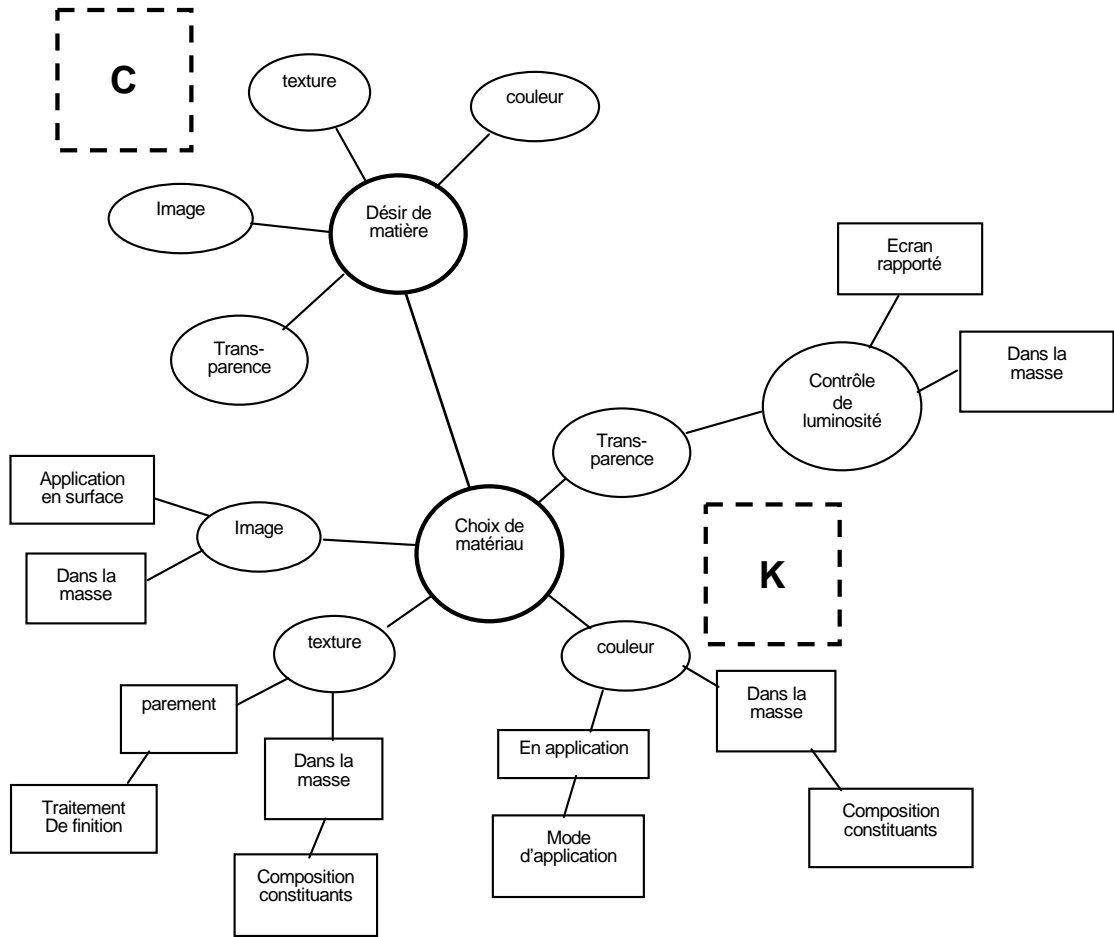 C
texture
couleur
Image
Désir de
matière
Trans-
parence
Ecran
rapporté
Dans la
masse
Contrôle
de
luminosité
Trans-
parence
Application
en surface
Image
Dans la
masse
Choix de
matériau
K
texture
couleur
parement
Dans la
masse
En application
Dans la
masse
Traitement
De finition
Composition
constituants
Mode
d'application
Composition
constituants